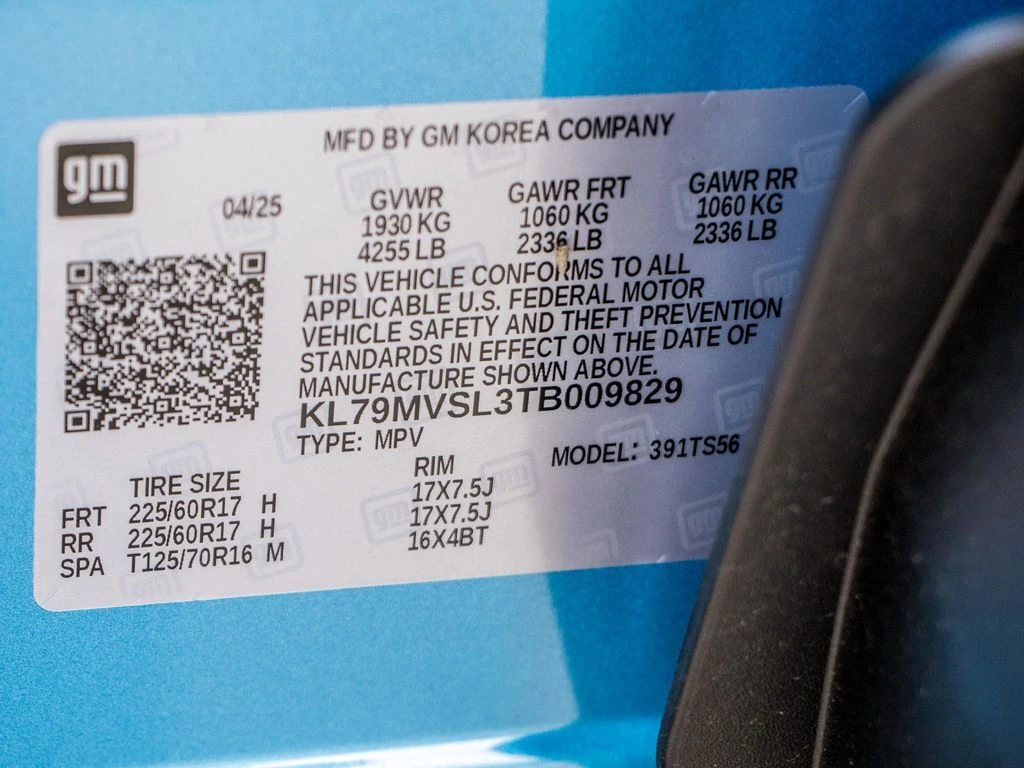 MFD BY GM KOREA COMPANY
gm
04/25
GVWR
1930 KG
4255 LB
GAWR FRT
1060 KG
2336 LB
GAWR RR
1060 KG
2336 LB
THIS VEHICLE CONFORMS TO ALL
APPLICABLE U.S. FEDERAL MOTOR
VEHICLE SAFETY AND THEFT PREVENTION
STANDARDS IN EFFECT ON THE DATE OF
MANUFACTURE SHOWN ABOVE.
KL79MVSL3TB009829
TYPE: MPV
MODEL: 391TS56
TIRE SIZE RIM
FRT 225/60R17 H 17X7.5J
RR 225/60R17 H 17X7.5J
SPA T125/70R16 M 16X4BT